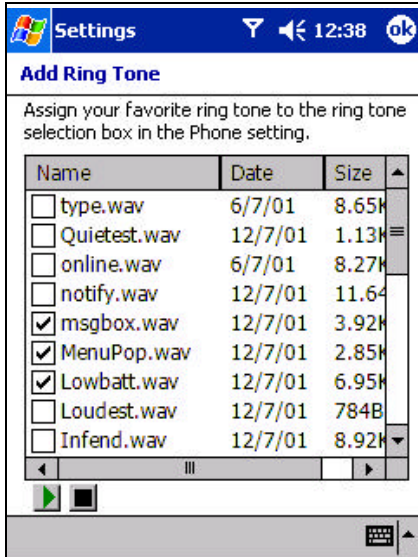 Settings 12:38 ok
Add Ring Tone
Assign your favorite ring tone to the ring tone
selection box in the Phone setting.
Name Date Size
type.wav 6/7/01 8.65K
Quietest.wav 12/7/01 1.13K
online.wav 6/7/01 8.27K
notify.wav 12/7/01 11.64
msgbox.wav 12/7/01 3.92K
MenuPop.wav 12/7/01 2.85K
Lowbatt.wav 12/7/01 6.95K
Loudest.wav 12/7/01 784B
Infend.wav 12/7/01 8.92K